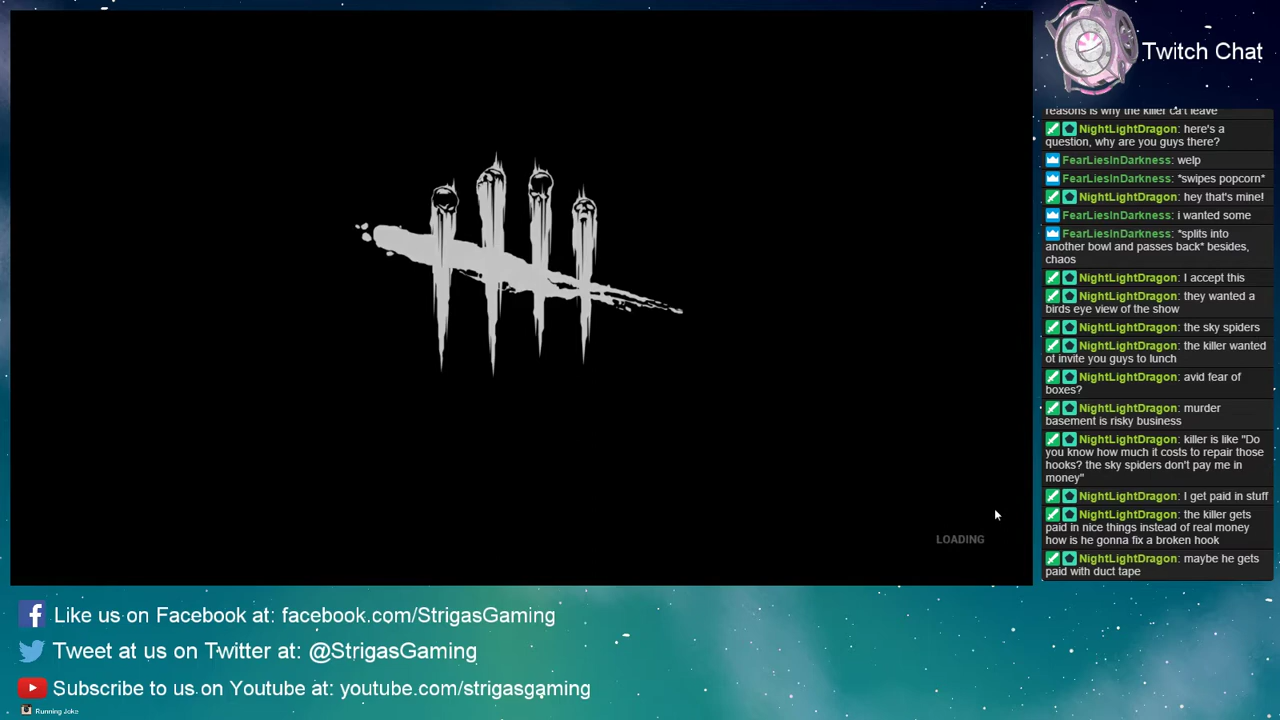 Twitch Chat
reasons is why the killer ca't leave
NightLightDragon: here's a
question, why are you guys there?
FearLiesInDarkness: welp
FearLiesInDarkness: *swipes popcorn*
NightLightDragon: hey that's mine!
FearLiesInDarkness: i wanted some
FearLiesInDarkness: *splits into
another bowl and passes back* besides,
chaos
NightLightDragon: I accept this
NightLightDragon: they wanted a
birds eye view of the show
NightLightDragon: the sky spiders
NightLightDragon: the killer wanted
ot invite you guys to lunch
NightLightDragon: avid fear of
boxes?
NightLightDragon: murder
basement is risky business
NightLightDragon: killer is like "Do
you know how much it costs to repair those
hooks? the sky spiders don't pay me in
money"
NightLightDragon: I get paid in stuff
NightLightDragon: the killer gets
paid in nice things instead of real money
how is he gonna fix a broken hook
NightLightDragon: maybe he gets
paid with duct tape
LOADING
Like us on Facebook at: facebook.com/StrigasGaming
Tweet at us on Twitter at: @StrigasGaming
Subscribe to us on Youtube at: youtube.com/strigasgaming
Running Joke